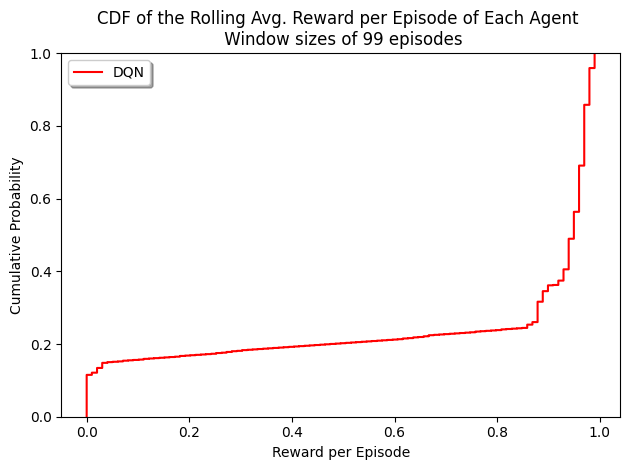 CDF of the Rolling Avg. Reward per Episode of Each Agent
Window sizes of 99 episodes
DQN
1.0
0.8
0.6
0.4
0.2
0.0
Cumulative Probability
0.0 0.2 0.4 0.6 0.8 1.0
Reward per Episode